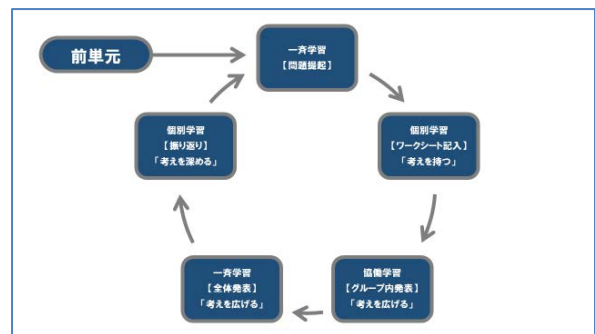 前単元
一斉学習
【問題提起】
個別学習
【ワークシート記入】
「考えを持つ」
協働学習
【グループ内発表】
「考えを広げる」
一斉学習
【全体発表】
「考えを広げる」
個別学習
【振り返り】
「考えを深める」